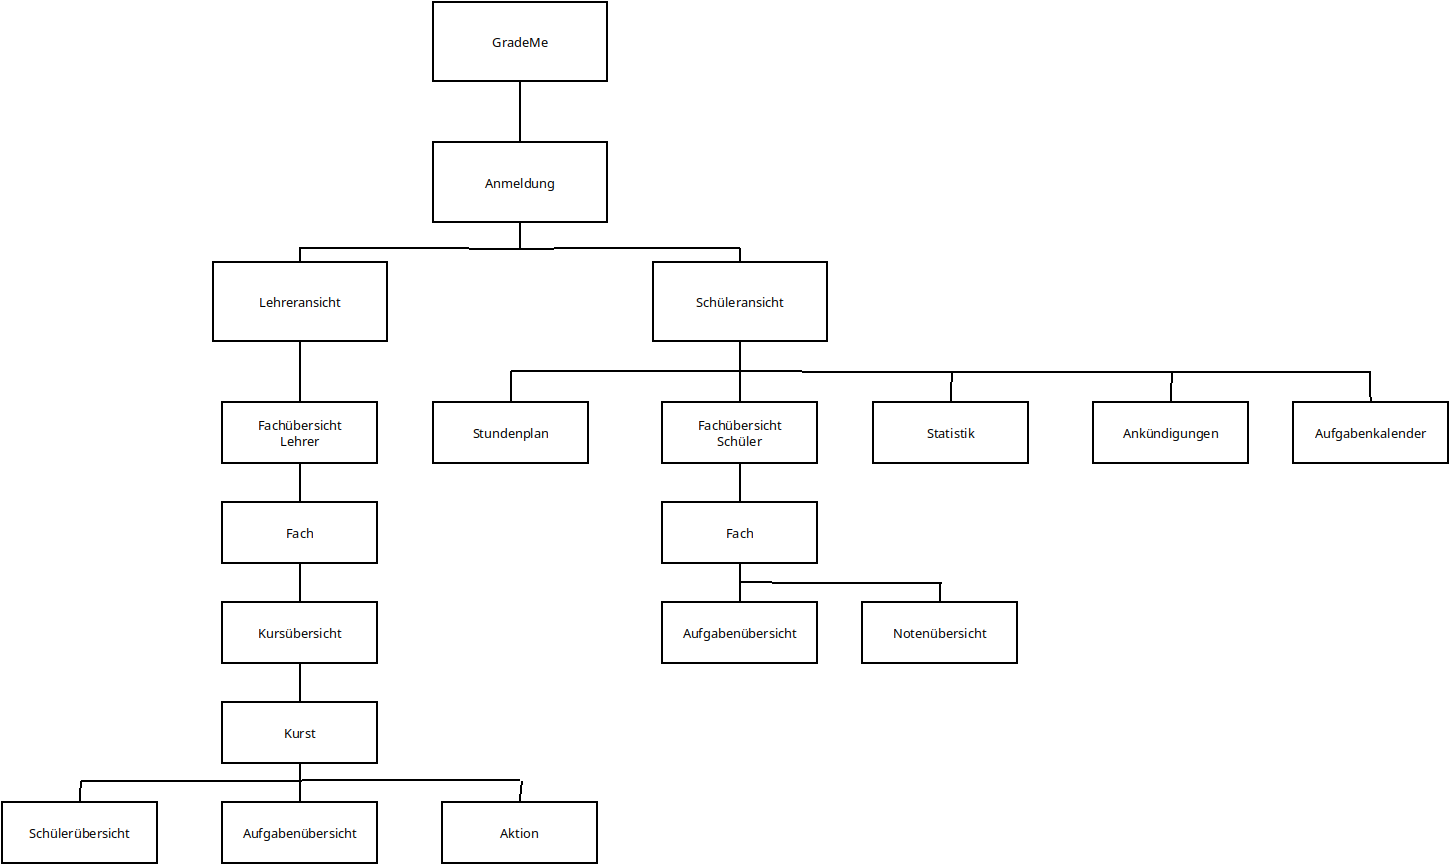 GradeMe
Anmeldung
Lehreransicht
Schüleransicht
Fachübersicht
Lehrer
Stundenplan
Fachübersicht
Schüler
Statistik
Ankündigungen
Aufgabenkalender
Fach
Fach
Kursübersicht
Aufgabenübersicht
Notenübersicht
Kurst
Schülerübersicht
Aufgabenübersicht
Aktion